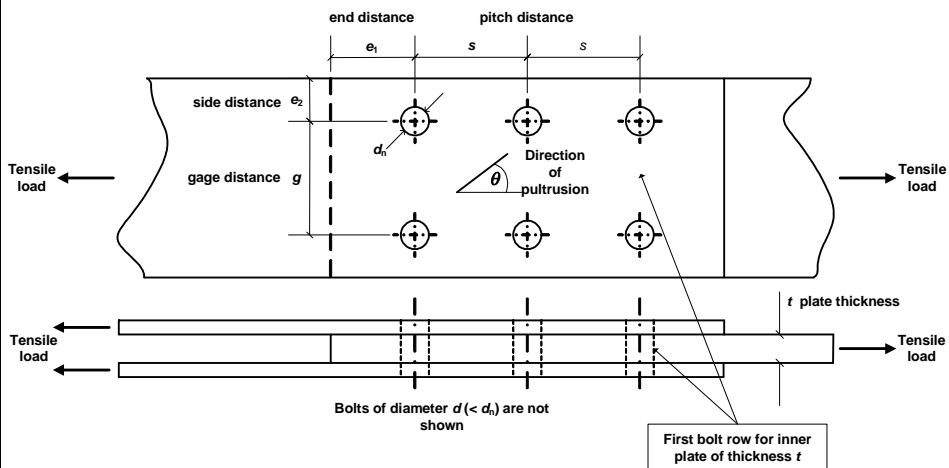 end distance
pitch distance
e₁
s
s
side distance e₂
dₙ
Direction
of
pultrusion
θ
gage distance g
Tensile
load
Tensile
load
t plate thickness
Tensile
load
Tensile
load
Bolts of diameter d (< dₙ) are not
shown
First bolt row for inner
plate of thickness t